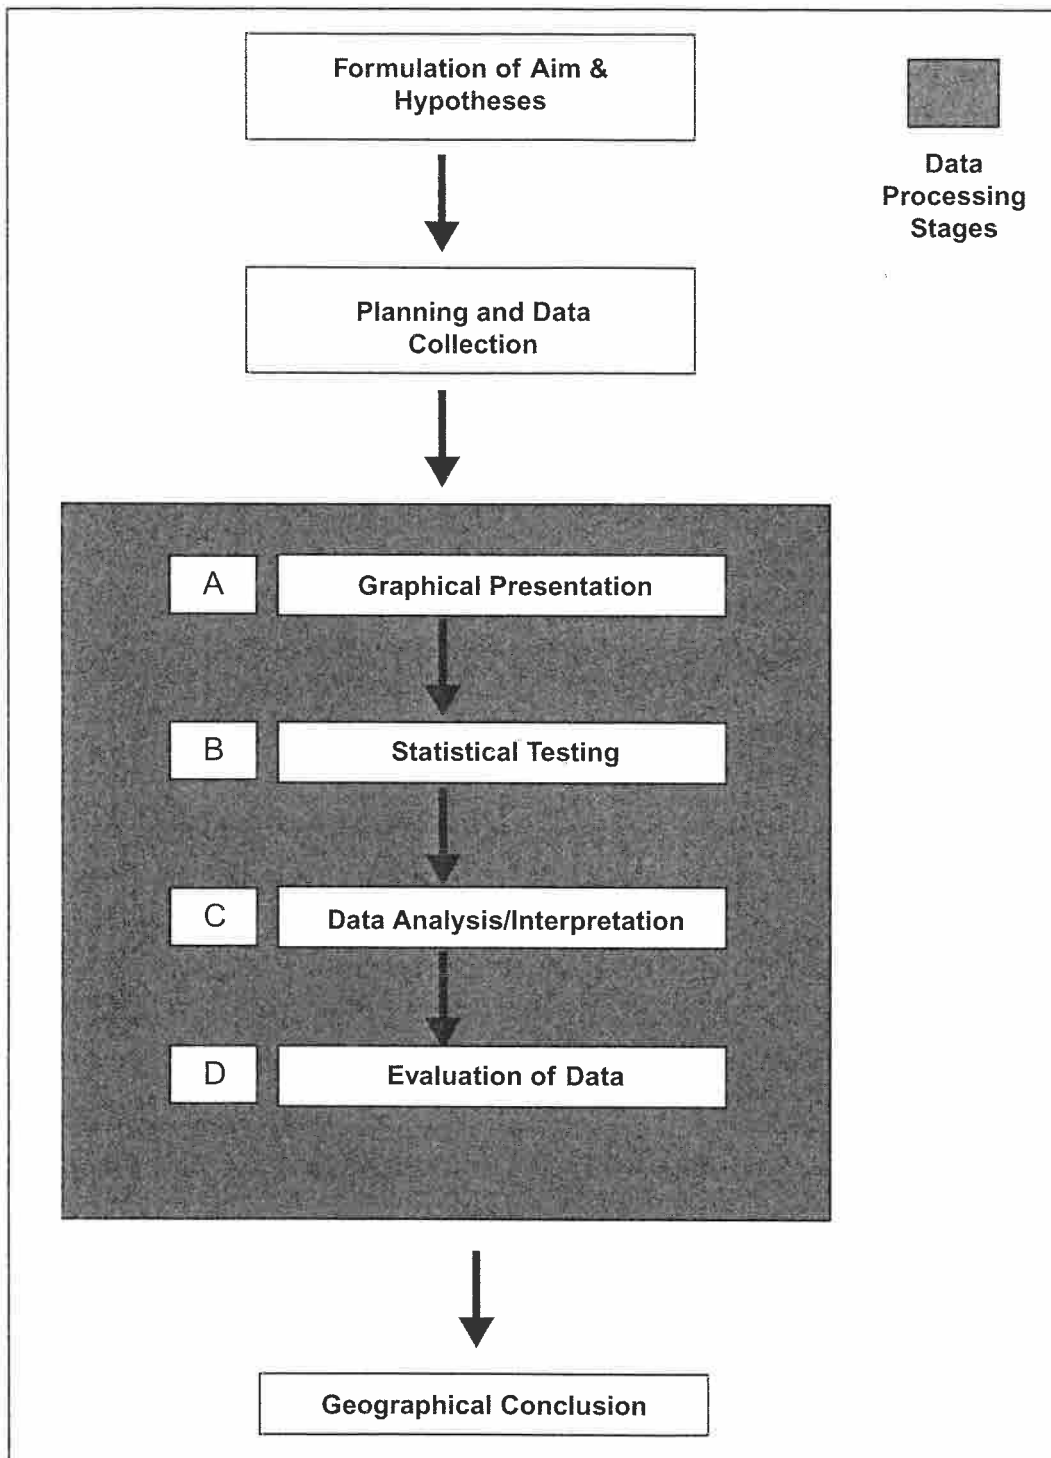 Formulation of Aim &
Hypotheses
Data
Processing
Stages
Planning and Data
Collection
A
Graphical Presentation
B
Statistical Testing
C
Data Analysis/Interpretation
D
Evaluation of Data
Geographical Conclusion